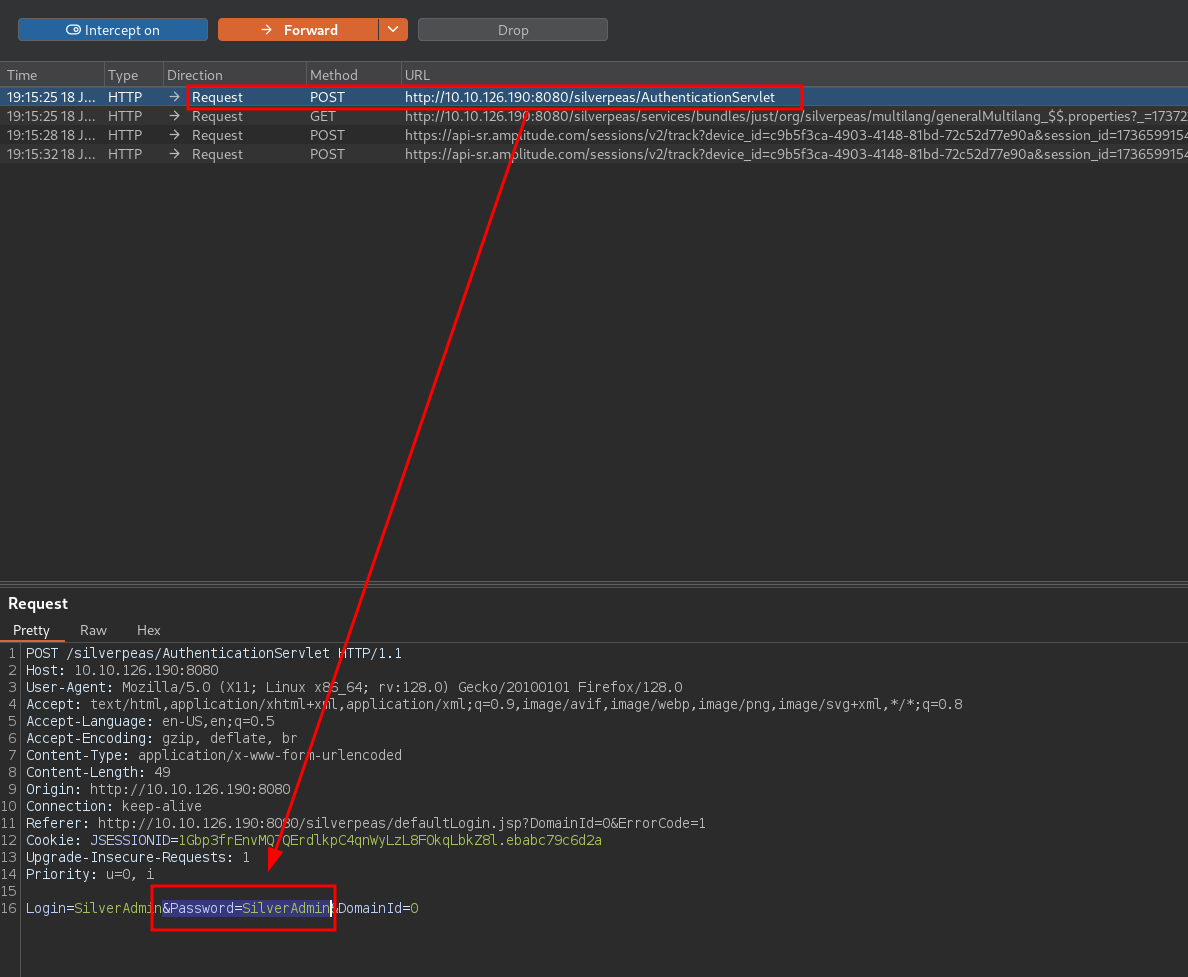 Intercept on
Forward
Drop
Time Type Direction Method URL
19:15:25 18 J... HTTP → Request POST http://10.10.126.190:8080/silverpeas/AuthenticationServlet
19:15:25 18 J... HTTP → Request GET http://10.10.126.190:8080/silverpeas/services/bundles/just/org/silverpeas/multilang/generalMultilang_$$.properties?_=17372
19:15:28 18 J... HTTP → Request POST https://api-sr.amplitude.com/sessions/v2/track?device_id=c9b5f3ca-4903-4148-81bd-72c52d77e90a&session_id=1736599154
19:15:32 18 J... HTTP → Request POST https://api-sr.amplitude.com/sessions/v2/track?device_id=c9b5f3ca-4903-4148-81bd-72c52d77e90a&session_id=1736599154
Request
Pretty Raw Hex
1 POST /silverpeas/AuthenticationServlet HTTP/1.1
2 Host: 10.10.126.190:8080
3 User-Agent: Mozilla/5.0 (X11; Linux x86_64; rv:128.0) Gecko/20100101 Firefox/128.0
4 Accept: text/html,application/xhtml+xml,application/xml;q=0.9,image/avif,image/webp,image/png,image/svg+xml,*/*;q=0.8
5 Accept-Language: en-US,en;q=0.5
6 Accept-Encoding: gzip, deflate, br
7 Content-Type: application/x-www-form-urlencoded
8 Content-Length: 49
9 Origin: http://10.10.126.190:8080
10 Connection: keep-alive
11 Referer: http://10.10.126.190:8080/silverpeas/defaultLogin.jsp?DomainId=0&ErrorCode=1
12 Cookie: JSESSIONID=
13 Upgrade-Insecure-Requests: 1
14 Priority: u=0, i
15
16 Login=SilverAdmin&Password=SilverAdmin&DomainId=0